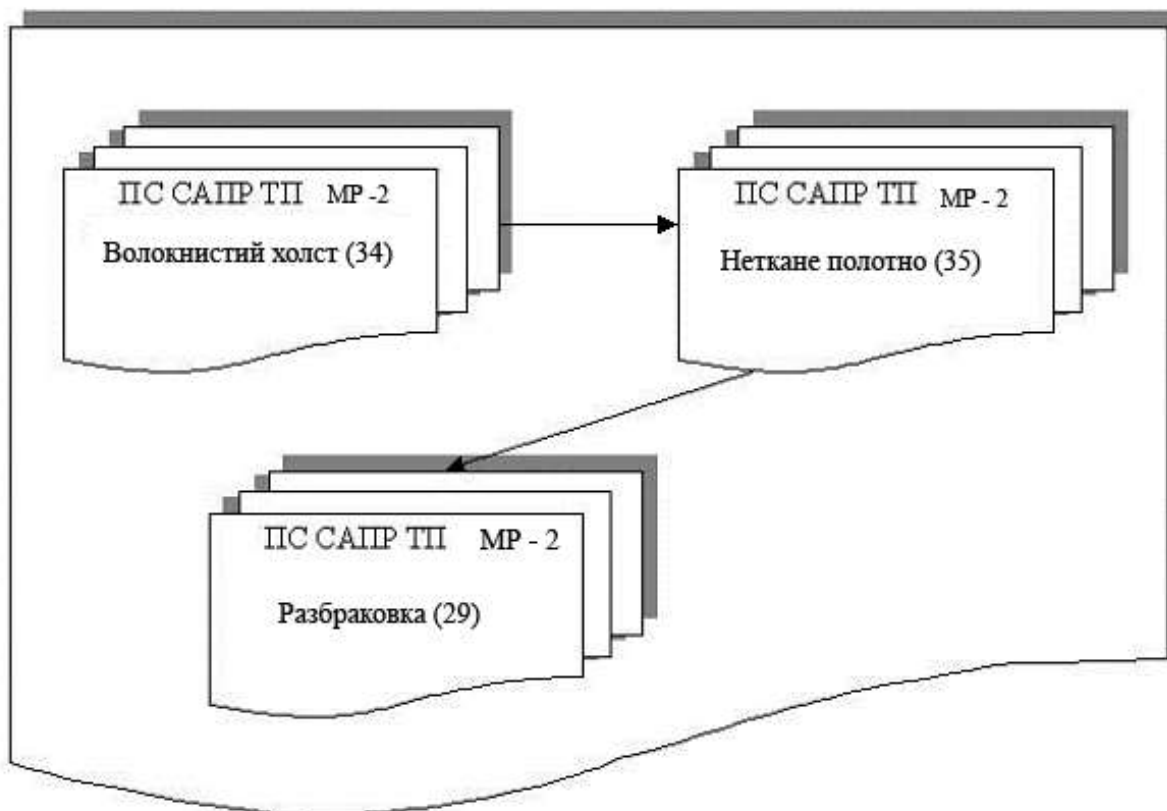 ПС САПР ТП МР -2
Волокнистий холст (34)
ПС САПР ТП МР - 2
Неткане полотно (35)
ПС САПР ТП МР - 2
Разбраковка (29)